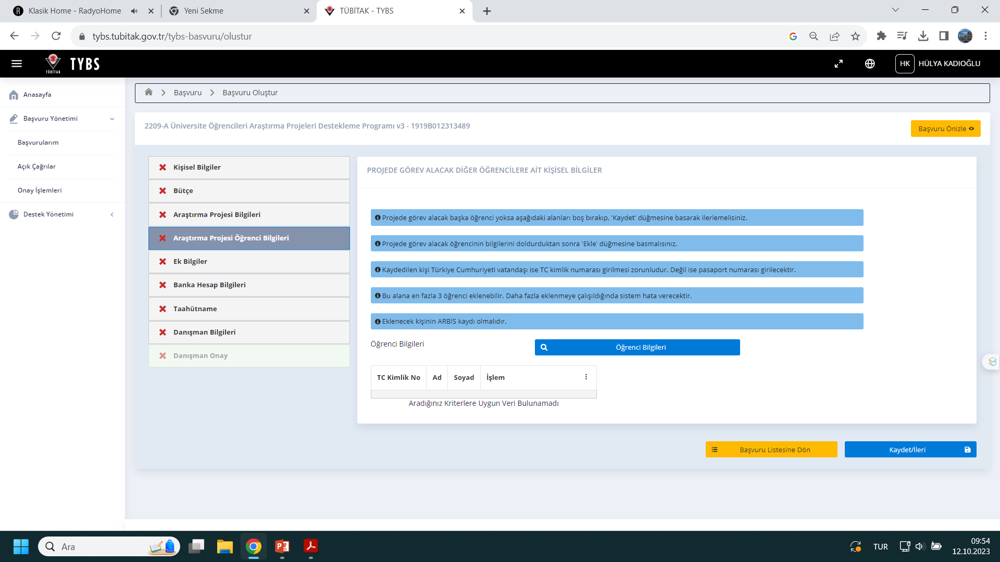 Klasik Home - RadyoHome
Yeni Sekme
TÜBİTAK - TYBS
tybs.tubitak.gov.tr/tybs-basvuru/olustur
TÜBİTAK
TYBS
HK
HÜLYA KADIOĞLU
Anasayfa
Başvuru Yönetimi
Başvurularım
Açık Çağrılar
Onay İşlemleri
Destek Yönetimi
Başvuru
Başvuru Oluştur
2209-A Üniversite Öğrencileri Araştırma Projeleri Destekleme Programı v3 - 1919B012313489
Başvuru Önizle
Kişisel Bilgiler
Bütçe
Araştırma Projesi Bilgileri
Araştırma Projesi Öğrenci Bilgileri
Ek Bilgiler
Banka Hesap Bilgileri
Taahütname
Danışman Bilgileri
Danışman Onay
PROJEDE GÖREV ALACAK DİĞER ÖĞRENCİLERE AİT KİŞİSEL BİLGİLER
Projede görev alacak başka öğrenci yoksa aşağıdaki alanları boş bırakıp, 'Kaydet' düğmesine basarak ilerlemelisiniz.
Projede görev alacak öğrencinin bilgilerini doldurduktan sonra 'Ekle' düğmesine basmalısınız.
Kaydedilen kişi Türkiye Cumhuriyeti vatandaşı ise TC kimlik numarası girilmesi zorunludur. Değil ise pasaport numarası girilecektir.
Bu alana en fazla 3 öğrenci eklenebilir. Daha fazla eklenmeye çalışıldığında sistem hata verecektir.
Eklenecek kişinin ARBİS kaydı olmalıdır.
Öğrenci Bilgileri
Öğrenci Bilgileri
TC Kimlik No Ad Soyad İşlem
Aradığınız Kriterlere Uygun Veri Bulunamadı
Başvuru Listesine Dön
Kaydet/İleri
Ara
TUR
09:54
12.10.2023